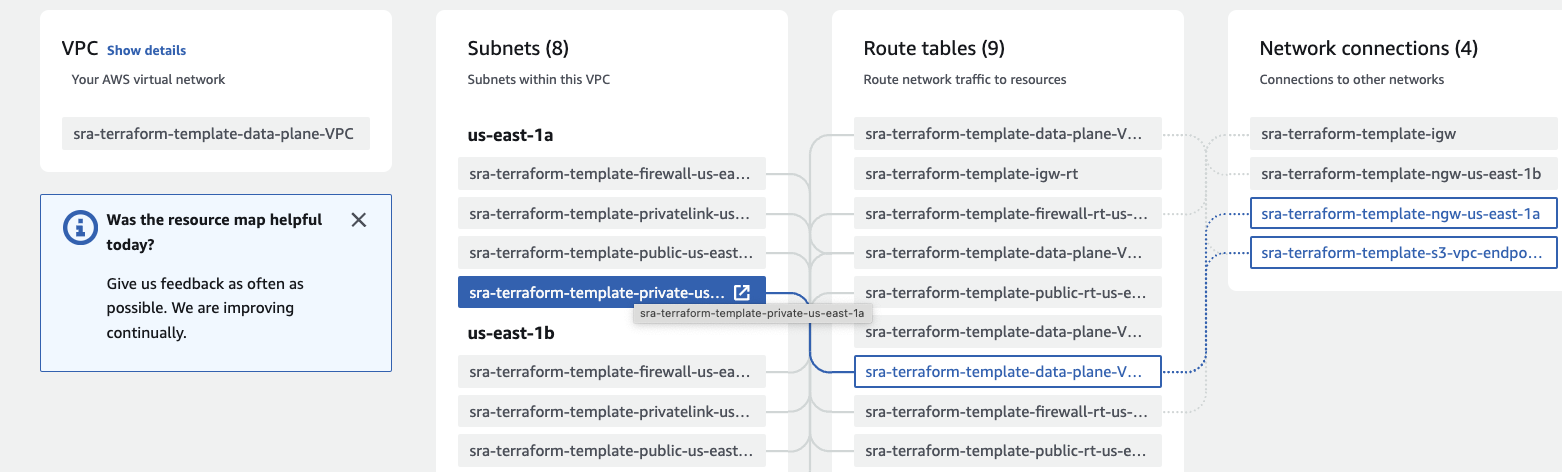 VPC Show details
Your AWS virtual network
sra-terraform-template-data-plane-VPC
Was the resource map helpful
today?
Give us feedback as often as
possible. We are improving
continually.
Subnets (8)
Subnets within this VPC
us-east-1a
sra-terraform-template-firewall-us-ea...
sra-terraform-template-privatelink-us...
sra-terraform-template-public-us-east...
sra-terraform-template-private-us...
sra-terraform-template-private-us-east-1a
us-east-1b
sra-terraform-template-firewall-us-ea...
sra-terraform-template-privatelink-us...
sra-terraform-template-public-us-east...
Route tables (9)
Route network traffic to resources
sra-terraform-template-data-plane-V...
sra-terraform-template-igw-rt
sra-terraform-template-firewall-rt-us-...
sra-terraform-template-data-plane-V...
sra-terraform-template-public-rt-us-e...
sra-terraform-template-data-plane-V...
sra-terraform-template-data-plane-V...
sra-terraform-template-firewall-rt-us-...
sra-terraform-template-public-rt-us-e...
Network connections (4)
Connections to other networks
sra-terraform-template-igw
sra-terraform-template-ngw-us-east-1b
sra-terraform-template-ngw-us-east-1a
sra-terraform-template-s3-vpc-endpo...